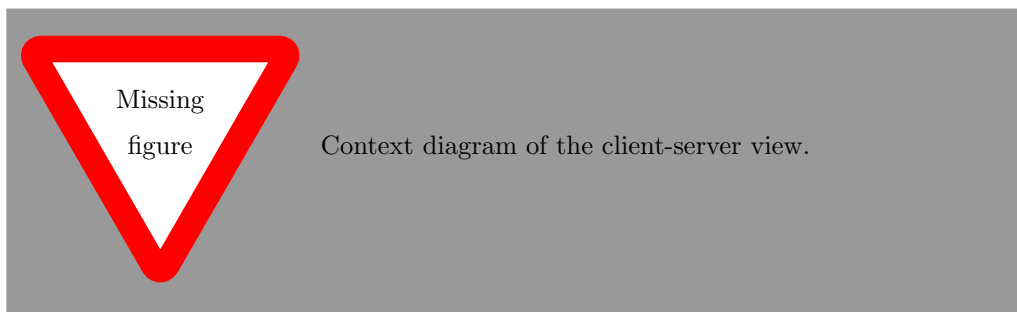 Missing
figure
Context diagram of the client-server view.